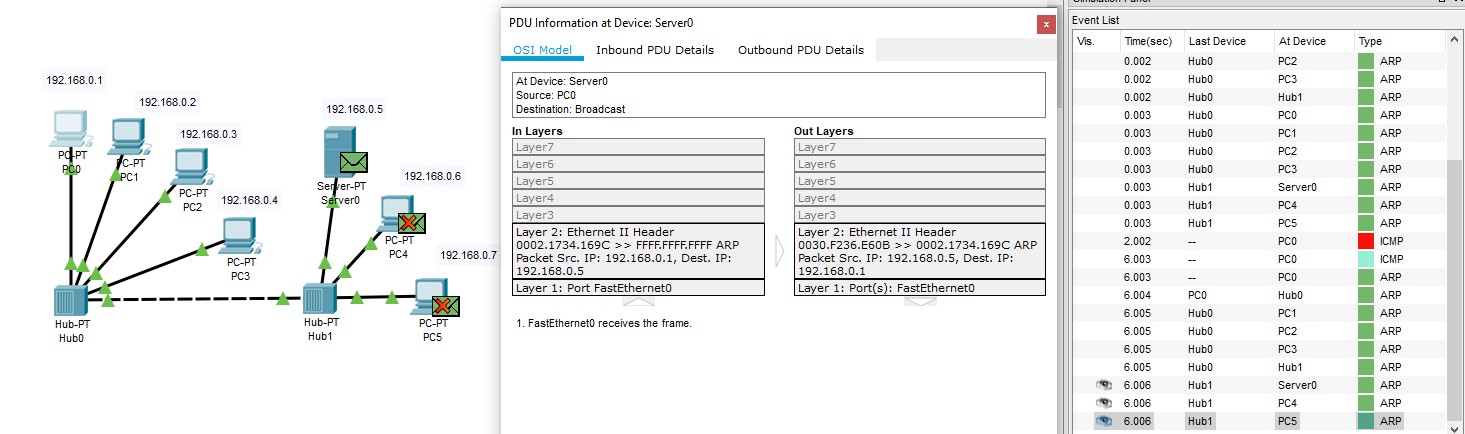 192.168.0.1
192.168.0.2
192.168.0.3
192.168.0.4
192.168.0.5
192.168.0.6
192.168.0.7
PC-PT
PC0
PC-PT
PC1
PC-PT
PC2
PC-PT
PC3
Server-PT
Server0
PC-PT
PC4
PC-PT
PC5
Hub-PT
Hub0
Hub-PT
Hub1
PDU Information at Device: Server0
x
OSI Model Inbound PDU Details Outbound PDU Details
At Device: Server0
Source: PC0
Destination: Broadcast
In Layers
Layer7
Layer6
Layer5
Layer4
Layer3
Layer 2: Ethernet II Header
0002.1734.169C >> FFFF.FFFF.FFFF ARP
Packet Src. IP: 192.168.0.1, Dest. IP:
192.168.0.5
Layer 1: Port FastEthernet0
Out Layers
Layer7
Layer6
Layer5
Layer4
Layer3
Layer 2: Ethernet II Header
0030.F236.E60B >> 0002.1734.169C ARP
Packet Src. IP: 192.168.0.5, Dest. IP:
192.168.0.1
Layer 1: Port(s): FastEthernet0
1. FastEthernet0 receives the frame.
Simulation Panel
Event List
Vis. Time(sec) Last Device At Device Type
0.002 Hub0 PC2 ARP
0.002 Hub0 PC3 ARP
0.002 Hub0 Hub1 ARP
0.003 Hub0 PC0 ARP
0.003 Hub0 PC1 ARP
0.003 Hub0 PC2 ARP
0.003 Hub0 PC3 ARP
0.003 Hub1 Server0 ARP
0.003 Hub1 PC4 ARP
0.003 Hub1 PC5 ARP
2.002 -- PC0 ICMP
6.003 -- PC0 ICMP
6.003 -- PC0 ARP
6.004 PC0 Hub0 ARP
6.005 Hub0 PC1 ARP
6.005 Hub0 PC2 ARP
6.005 Hub0 PC3 ARP
6.005 Hub0 Hub1 ARP
6.006 Hub1 Server0 ARP
6.006 Hub1 PC4 ARP
6.006 Hub1 PC5 ARP